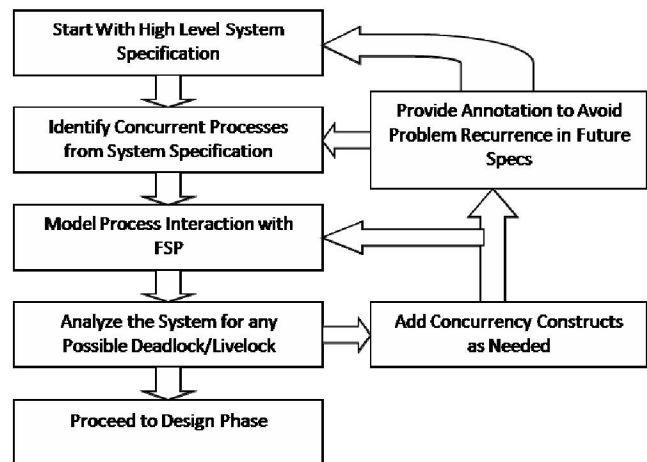 Start With High Level System
Specification
Identify Concurrent Processes
from System Specification
Provide Annotation to Avoid
Problem Recurrence in Future
Specs
Model Process Interaction with
FSP
Analyze the System for any
Possible Deadlock/Livelock
Add Concurrency Constructs
as Needed
Proceed to Design Phase